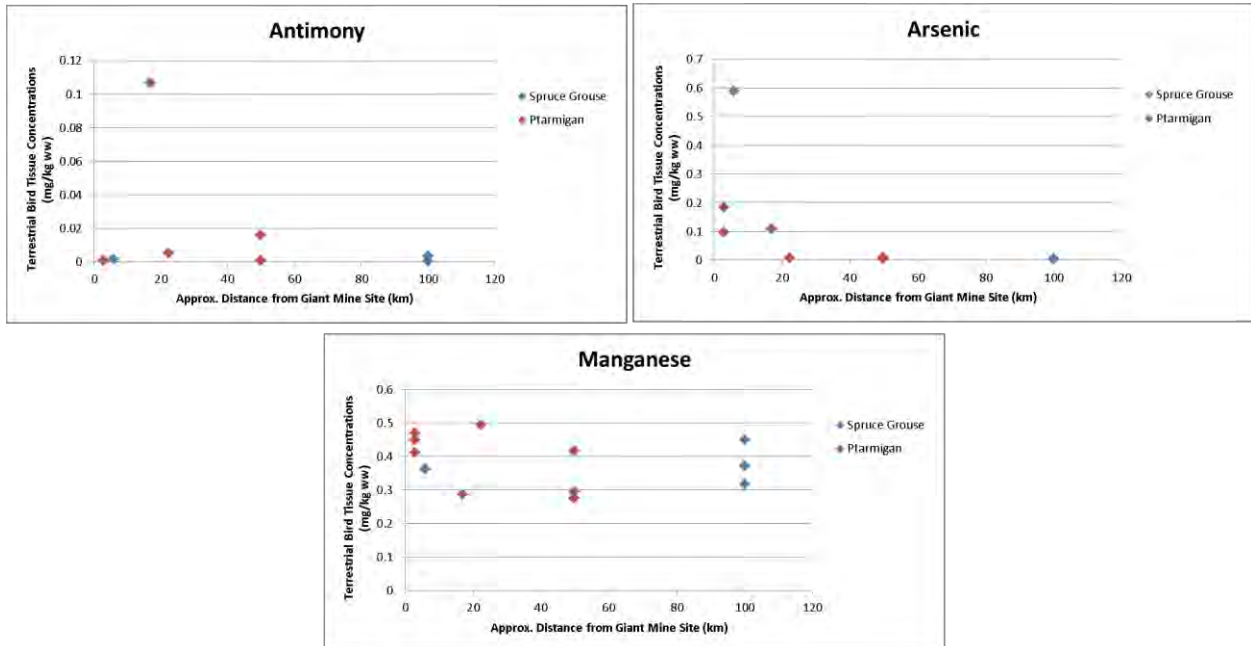 Antimony
Terrestrial Bird Tissue Concentrations
(mg/kg ww)
0.12
0.1
0.08
0.06
0.04
0.02
0
0 20 40 60 80 100 120
Approx. Distance from Giant Mine Site (km)
Spruce Grouse
Ptarmigan
Arsenic
Terrestrial Bird Tissue Concentrations
(mg/kg ww)
0.7
0.6
0.5
0.4
0.3
0.2
0.1
0
0 20 40 60 80 100 120
Approx. Distance from Giant Mine Site (km)
Spruce Grouse
Ptarmigan
Manganese
Terrestrial Bird Tissue Concentrations
(mg/kg ww)
0.6
0.5
0.4
0.3
0.2
0.1
0
0 20 40 60 80 100 120
Approx. Distance from Giant Mine Site (km)
Spruce Grouse
Ptarmigan